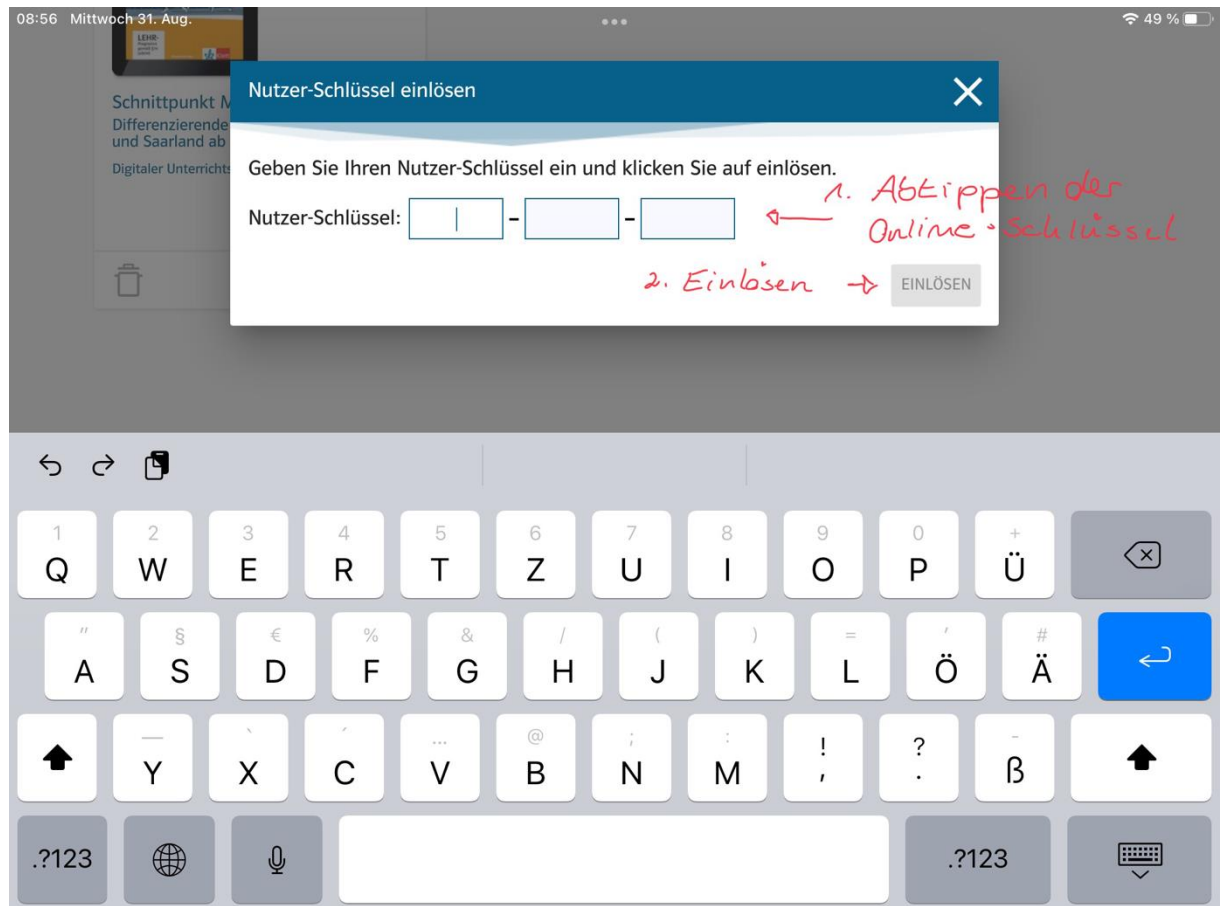 08:56 Mittwoch 31. Aug.
49 %
LEHR-
Nutzer-Schlüssel einlösen
Schnittpunkt M
Differenzierende
und Saarland ab
Digitaler Unterrichts
Geben Sie Ihren Nutzer-Schlüssel ein und klicken Sie auf einlösen.
Nutzer-Schlüssel: - -
1. Abtippen der
Online-Schlüssel
2. Einlösen
EINLÖSEN
1 2 3 4 5 6 7 8 9 0 +
Q W E R T Z U I O P Ü
" § € % & / ( ) = ' #
A S D F G H J K L Ö Ä
— ` ´ ... @ ; : ! ? -
Y X C V B N M , . ß
.?123 .?123